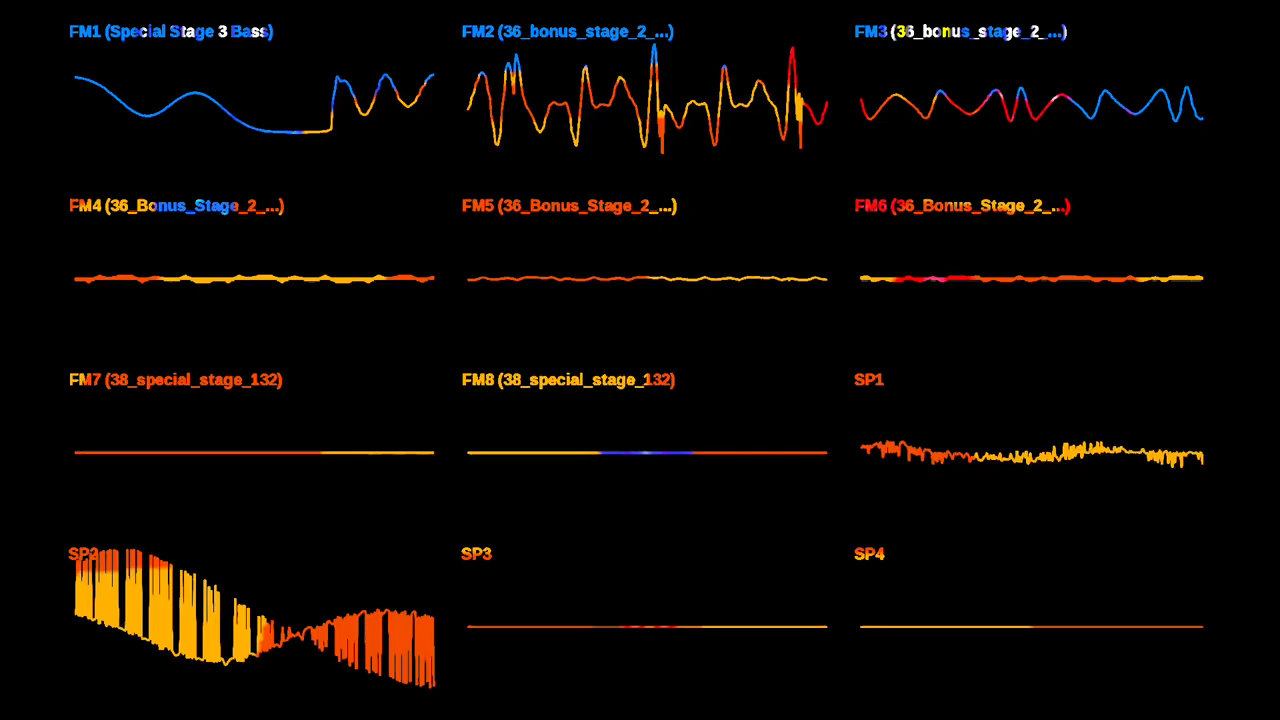 FM1 (Special Stage 3 Bass)
FM2 (36_bonus_stage_2_...)
FM3 (36_bonus_stage_2_...)
FM4 (36_Bonus_Stage_2_...)
FM5 (36_Bonus_Stage_2_...)
FM6 (36_Bonus_Stage_2_...)
FM7 (38_special_stage_132)
FM8 (38_special_stage_132)
SP1
SP2
SP3
SP4